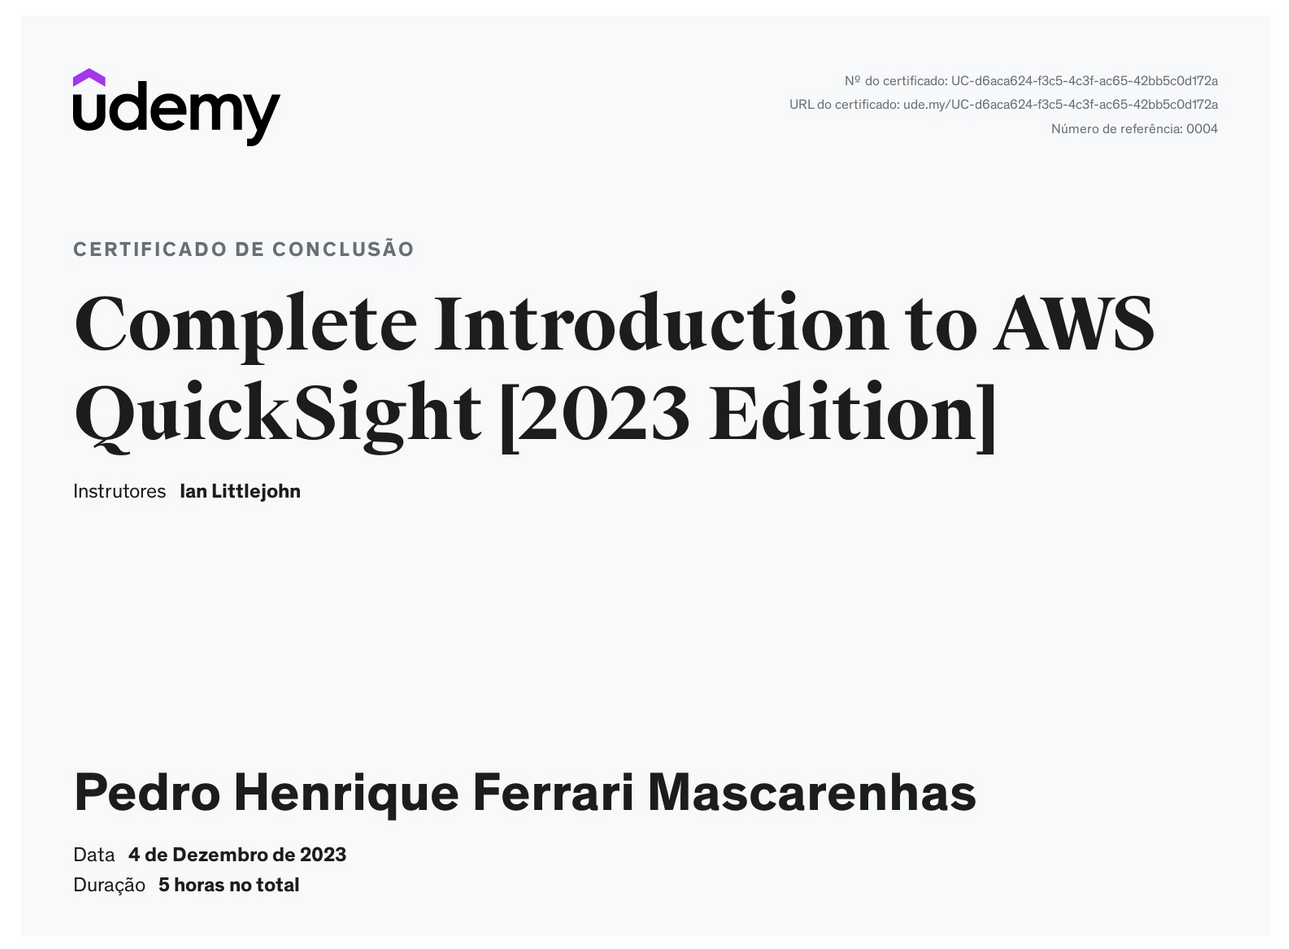 udemy
Nº do certificado: UC-d6aca624-f3c5-4c3f-ac65-42bb5c0d172a
URL do certificado: ude.my/UC-d6aca624-f3c5-4c3f-ac65-42bb5c0d172a
Número de referência: 0004
CERTIFICADO DE CONCLUSÃO
Complete Introduction to AWS
QuickSight [2023 Edition]
Instrutores Ian Littlejohn
Pedro Henrique Ferrari Mascarenhas
Data 4 de Dezembro de 2023
Duração 5 horas no total